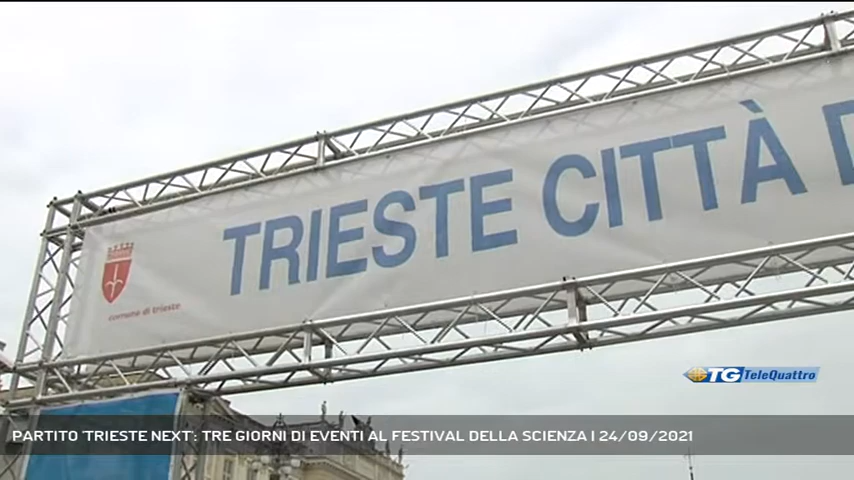 TRIESTE CITTÀ D
comune di trieste
TG TeleQuattro
PARTITO 'TRIESTE NEXT': TRE GIORNI DI EVENTI AL FESTIVAL DELLA SCIENZA | 24/09/2021